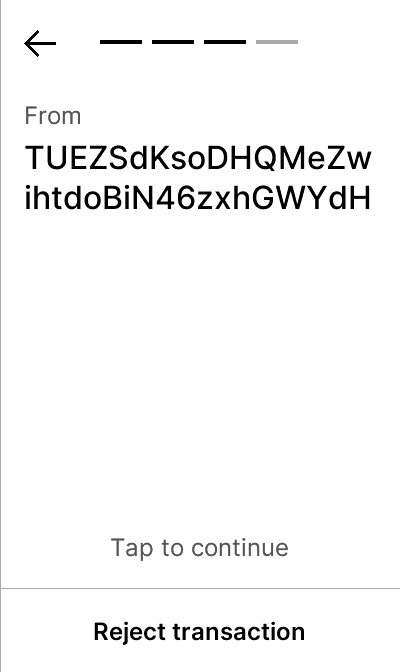 From
TUEZSdKsoDHQMeZw
ihtdoBiN46zxhGWYdH
Tap to continue
Reject transaction